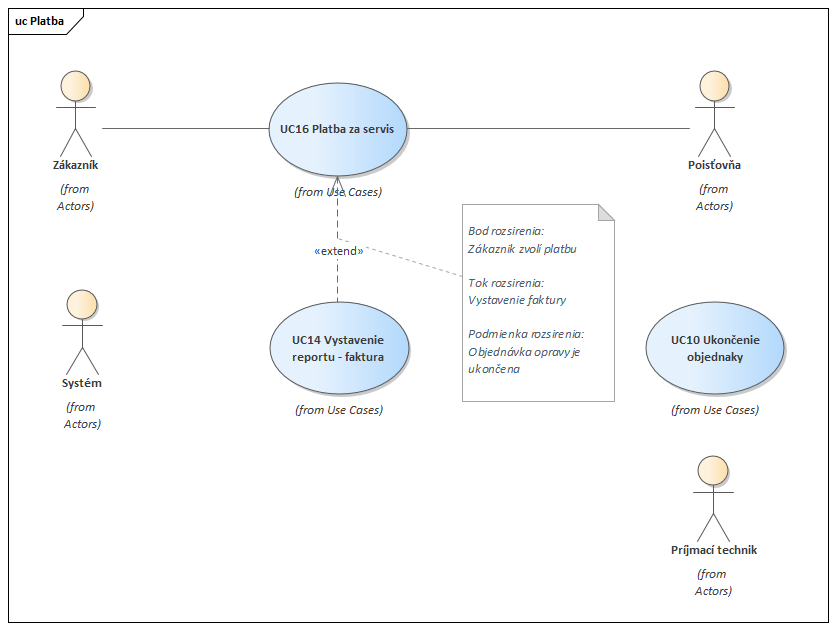 uc Platba
Zákazník
(from
Actors)
UC16 Platba za servis
(from Use Cases)
Poisťovňa
(from
Actors)
«extend»
Bod rozsirenia:
Zákazník zvolí platbu
Tok rozsirenia:
Vystavenie faktury
Podmienka rozsirenia:
Objednávka opravy je
ukončena
Systém
(from
Actors)
UC14 Vystavenie
reportu - faktura
(from Use Cases)
UC10 Ukončenie
objednaky
(from Use Cases)
Príjmací technik
(from
Actors)